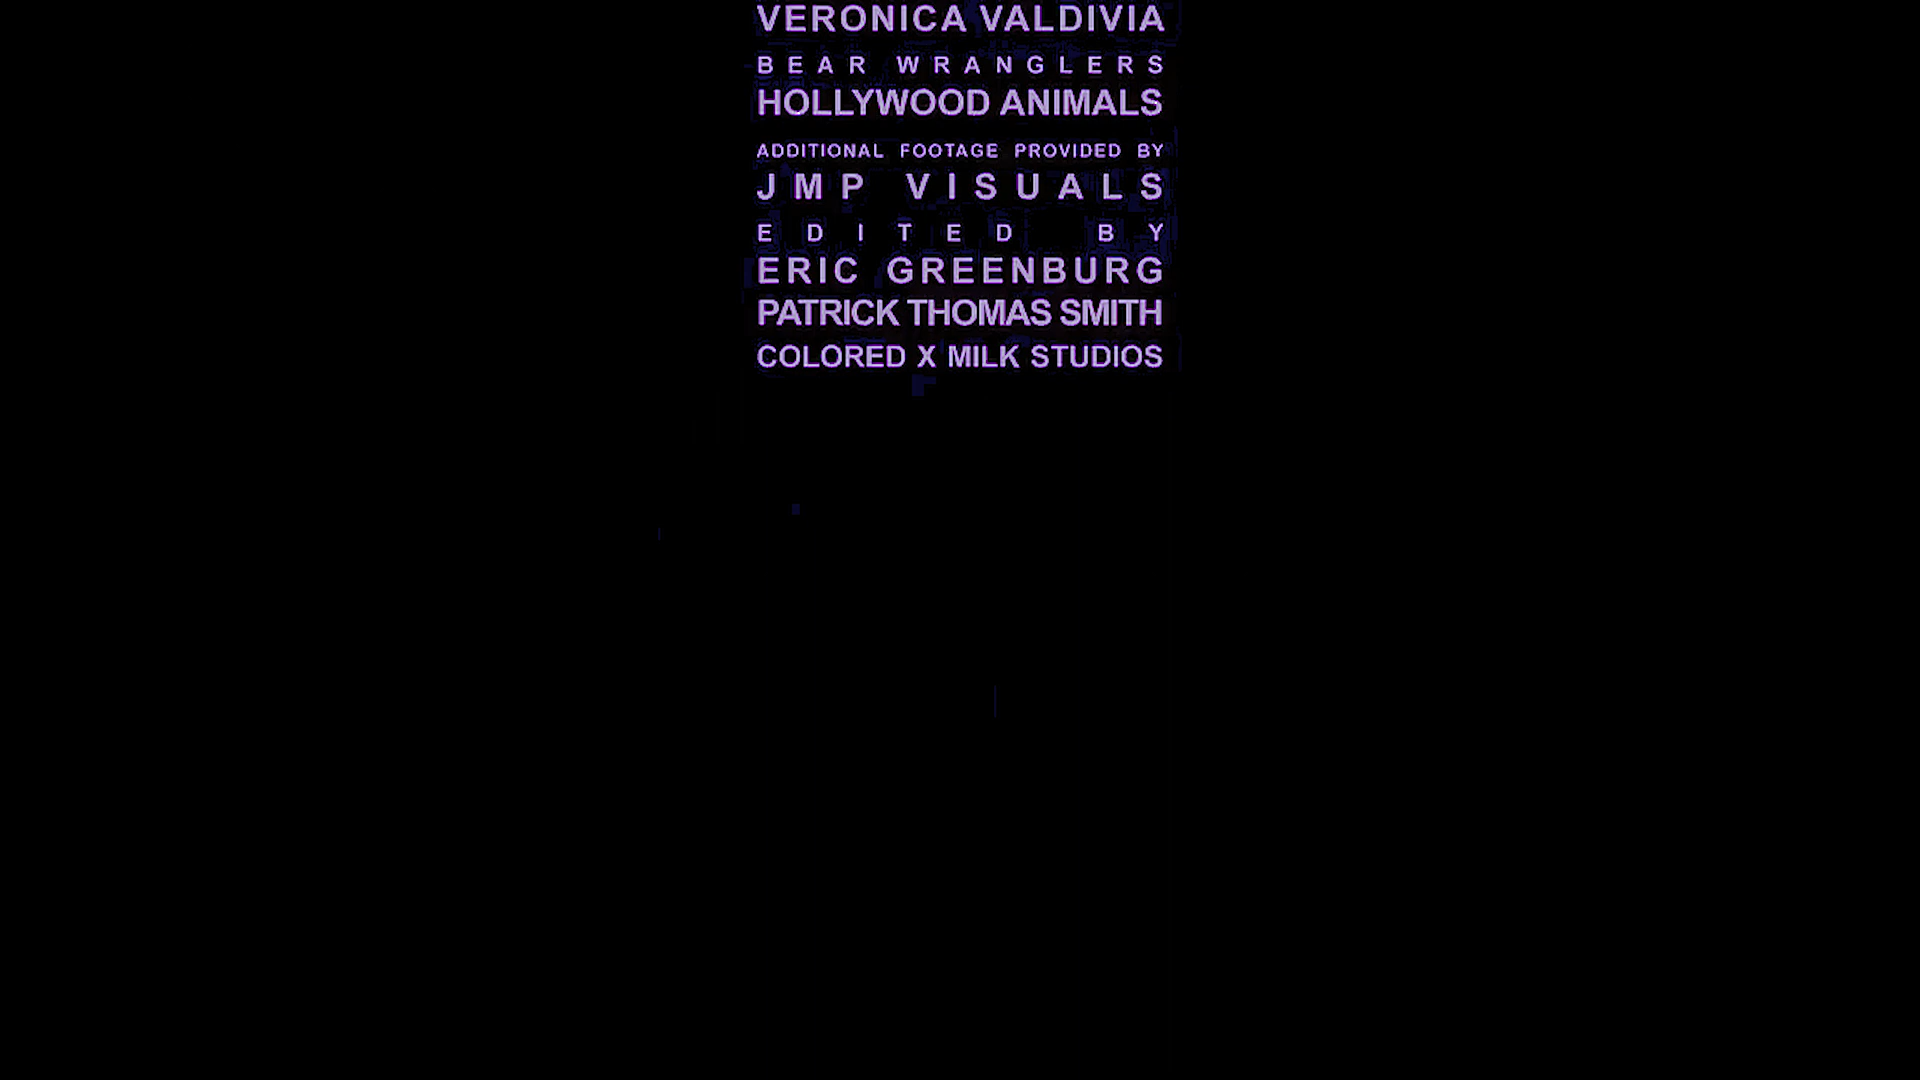 VERONICA VALDIVIA
BEAR WRANGLERS
HOLLYWOOD ANIMALS
ADDITIONAL FOOTAGE PROVIDED BY
JMP VISUALS
EDITED BY
ERIC GREENBURG
PATRICK THOMAS SMITH
COLORED X MILK STUDIOS